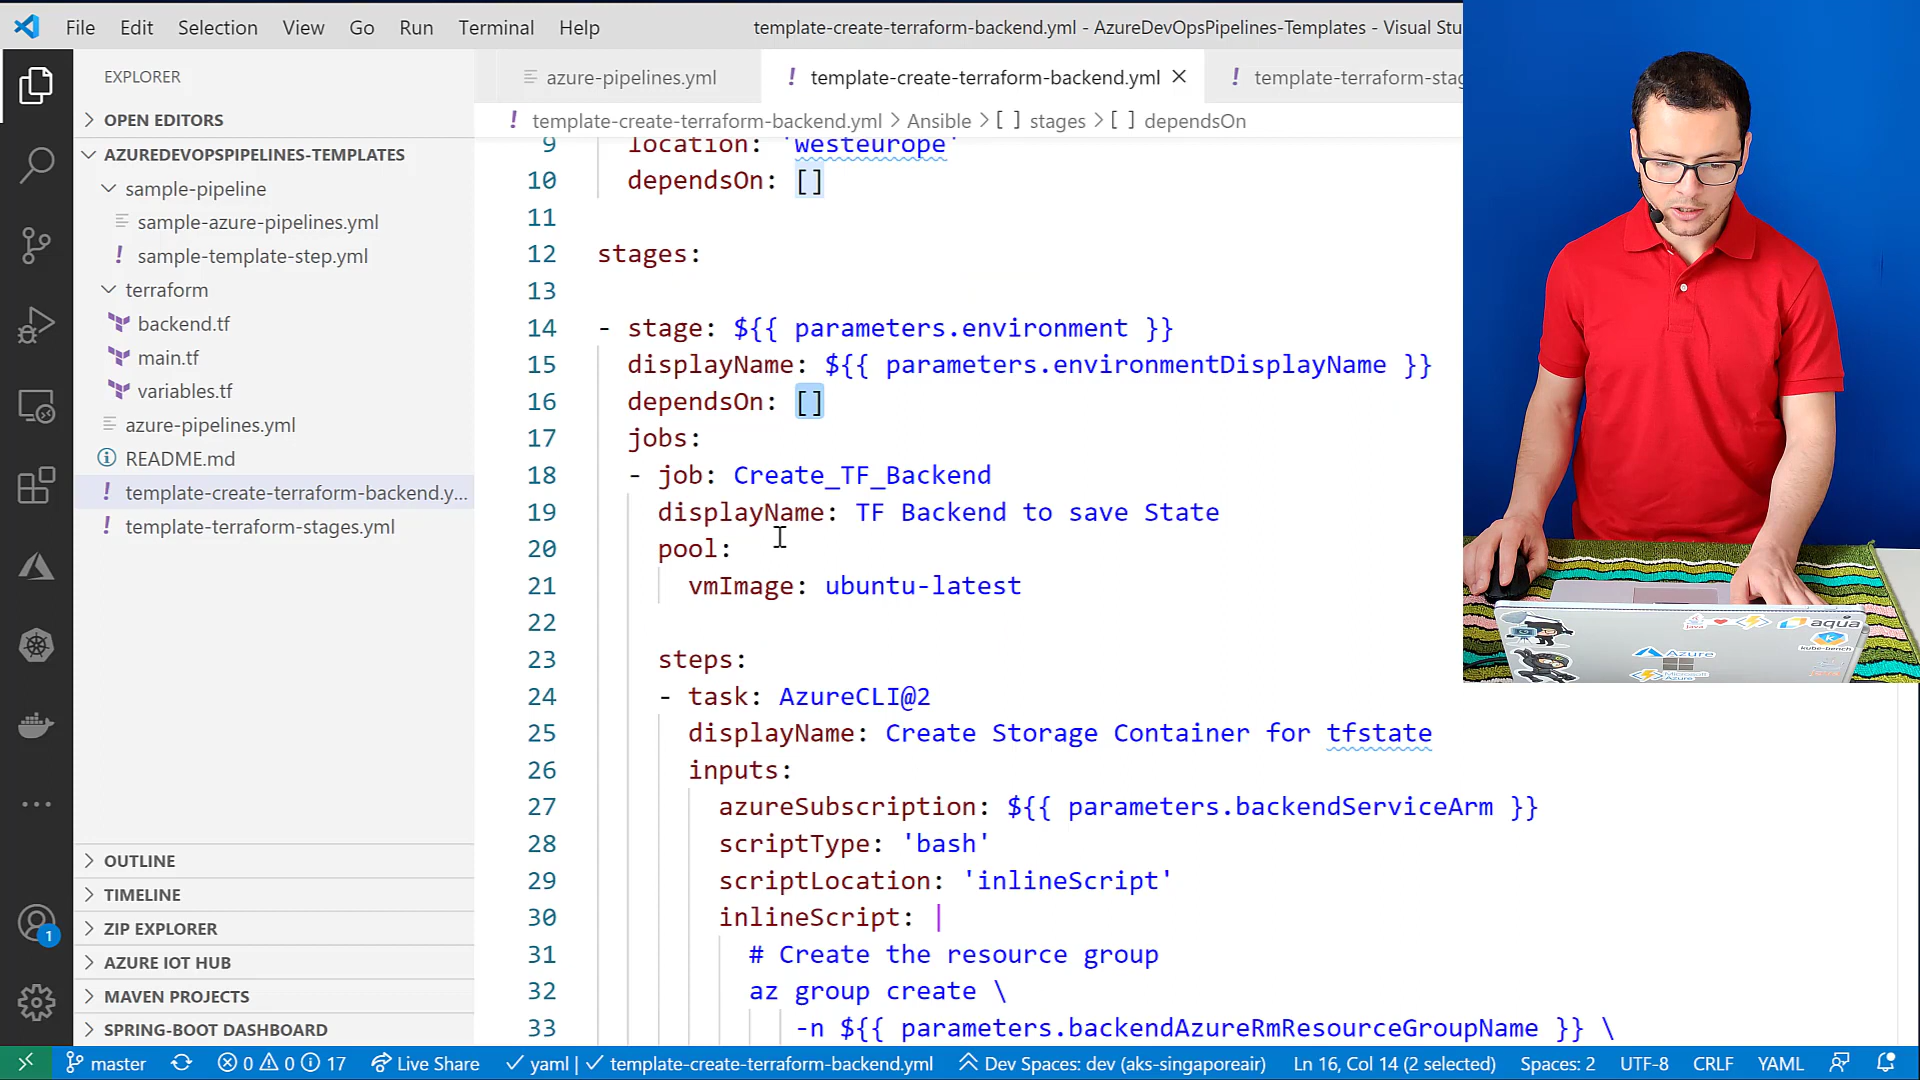 File Edit Selection View Go Run Terminal Help
template-create-terraform-backend.yml - AzureDevOpsPipelines-Templates - Visual Stu
EXPLORER
OPEN EDITORS
AZUREDEVOPSPIPELINES-TEMPLATES
sample-pipeline
sample-azure-pipelines.yml
sample-template-step.yml
terraform
backend.tf
main.tf
variables.tf
azure-pipelines.yml
README.md
template-create-terraform-backend.y...
template-terraform-stages.yml
OUTLINE
TIMELINE
ZIP EXPLORER
AZURE IOT HUB
MAVEN PROJECTS
SPRING-BOOT DASHBOARD
1
azure-pipelines.yml
template-create-terraform-backend.yml
template-terraform-stag
template-create-terraform-backend.yml > Ansible > [ ] stages > [ ] dependsOn
9 location: 'westeurope'
10 dependsOn: []
11
12 stages:
13
14 - stage: ${{ parameters.environment }}
15 displayName: ${{ parameters.environmentDisplayName }}
16 dependsOn: []
17 jobs:
18 - job: Create_TF_Backend
19 displayName: TF Backend to save State
20 pool:
21 vmImage: ubuntu-latest
22
23 steps:
24 - task: AzureCLI@2
25 displayName: Create Storage Container for tfstate
26 inputs:
27 azureSubscription: ${{ parameters.backendServiceArm }}
28 scriptType: 'bash'
29 scriptLocation: 'inlineScript'
30 inlineScript: |
31 # Create the resource group
32 az group create \
33 -n ${{ parameters.backendAzureRmResourceGroupName }} \
aqua
kube-bench
Azure
Microsoft
Azure
Java
master 0 0 17 Live Share yaml | template-create-terraform-backend.yml Dev Spaces: dev (aks-singaporeair) Ln 16, Col 14 (2 selected) Spaces: 2 UTF-8 CRLF YAML